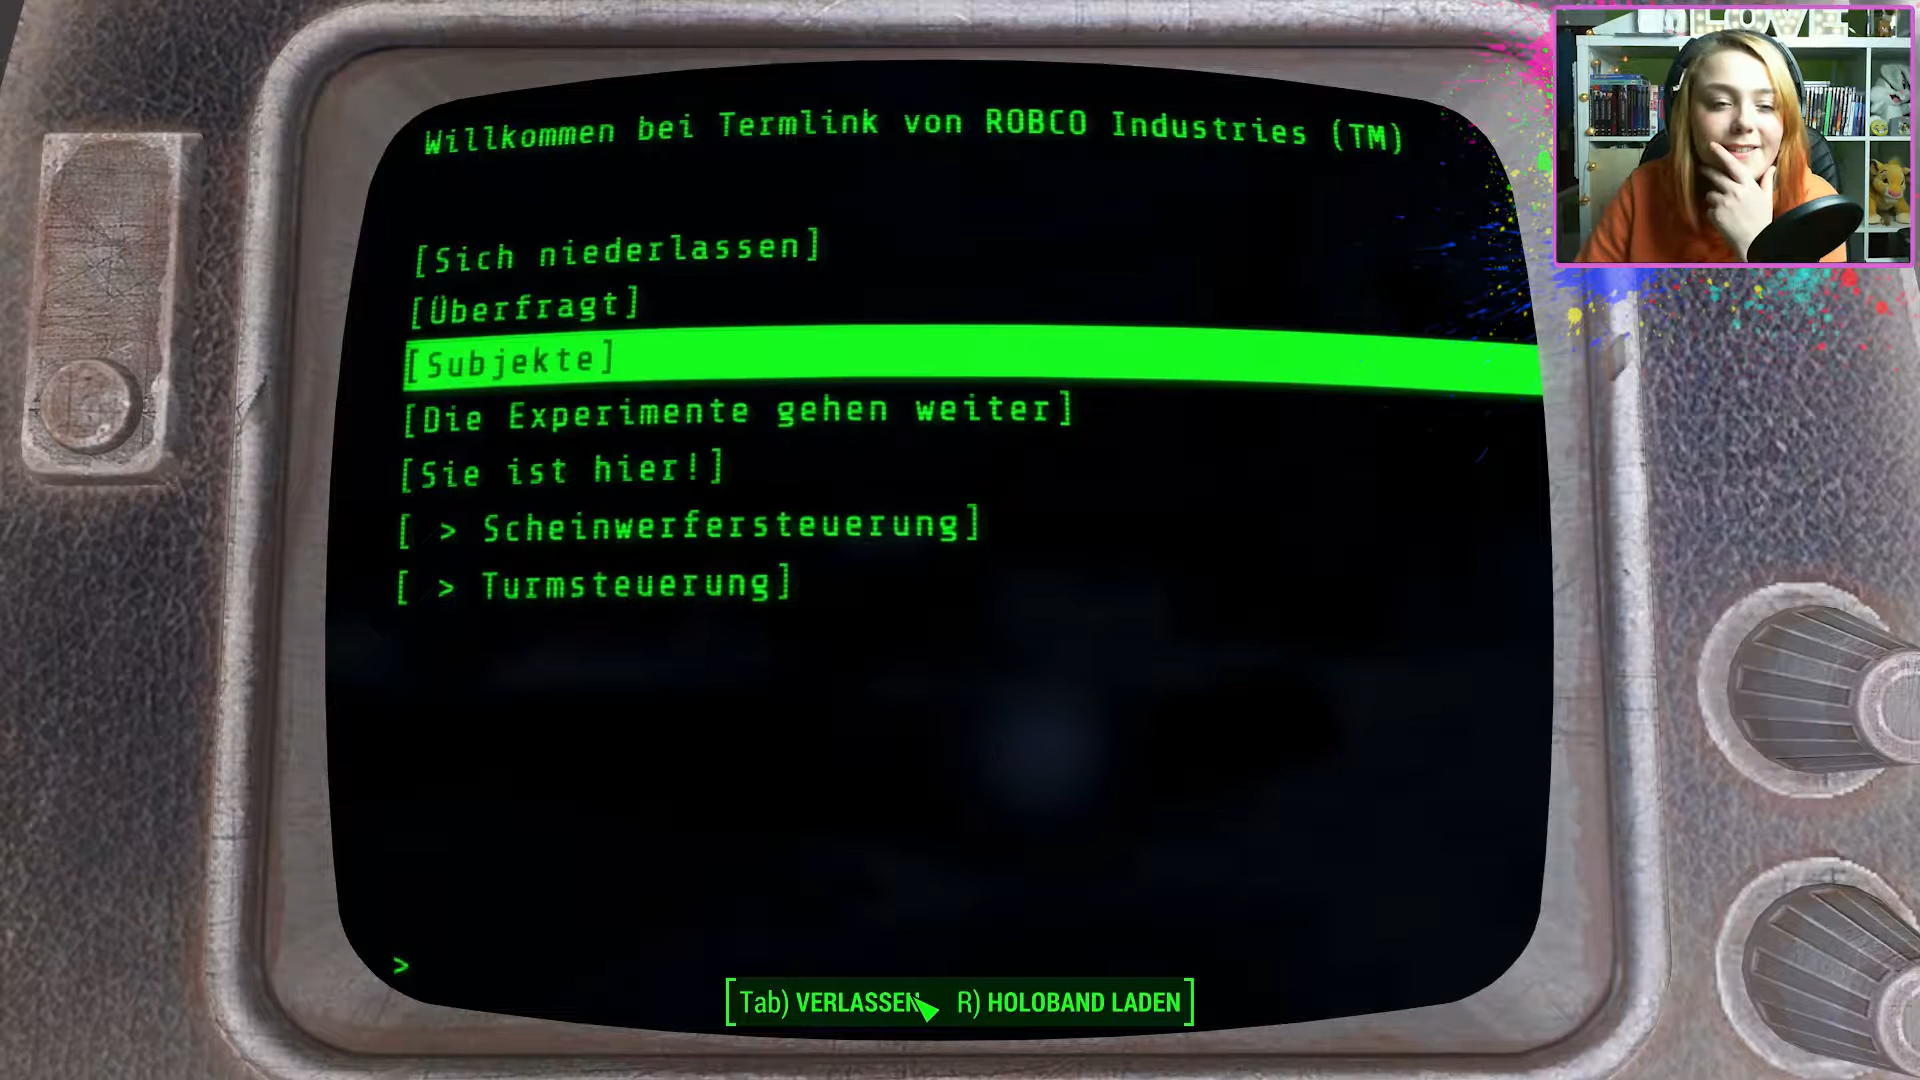 LOVE
Willkommen bei Termlink von ROBCO Industries (TM)
[Sich niederlassen]
[Überfragt]
[Subjekte]
[Die Experimente gehen weiter]
[Sie ist hier!]
[ > Scheinwerfersteuerung]
[ > Turmsteuerung]
>
[Tab) VERLASSEN R) HOLOBAND LADEN]